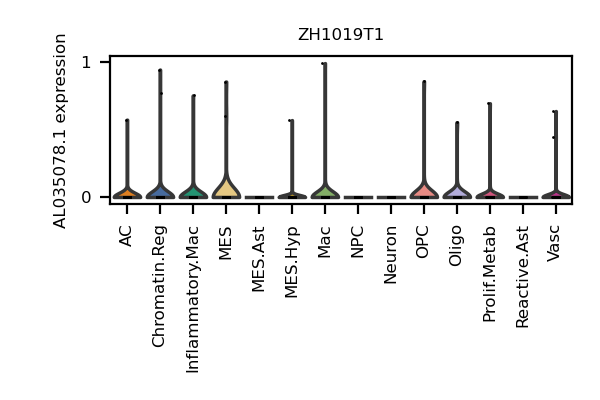 ZH1019T1
AL035078.1 expression
1
0
AC
Chromatin.Reg
Inflammatory.Mac
MES
MES.Ast
MES.Hyp
Mac
NPC
Neuron
OPC
Oligo
Prolif.Metab
Reactive.Ast
Vasc